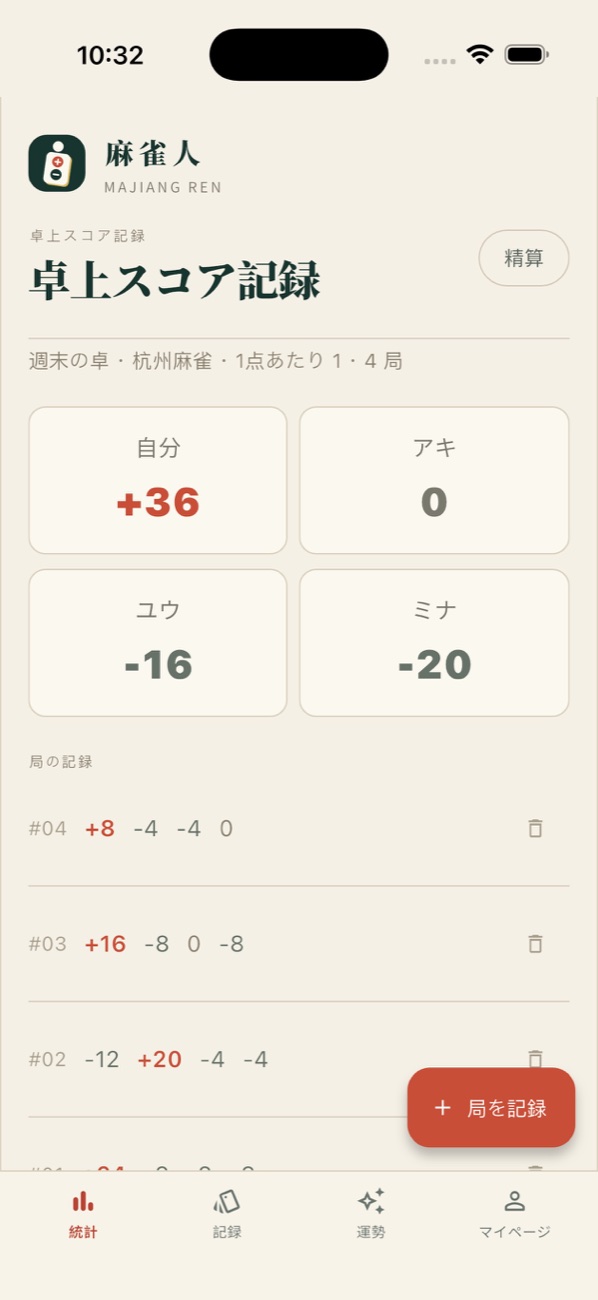 10:32
麻雀人
MAJIANG REN
卓上スコア記録
卓上スコア記録
精算
週末の卓・杭州麻雀・1点あたり 1・4 局
自分
+36
アキ
0
ユウ
-16
ミナ
-20
局の記録
#04 +8 -4 -4 0
#03 +16 -8 0 -8
#02 -12 +20 -4 -4
+ 局を記録
統計
記録
運勢
マイページ